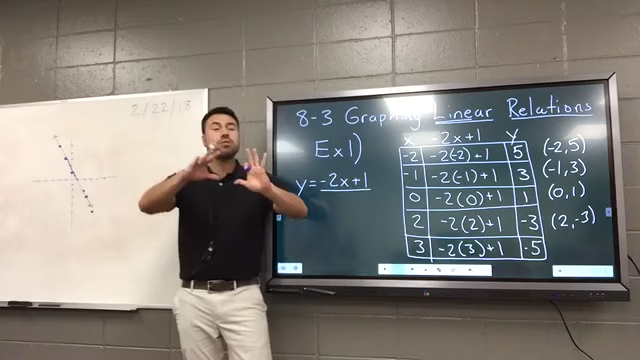 2/22/18
8-3 Graphing Linear Relations
Ex1)
y=-2x+1
x -2x+1 y
-2 -2(-2)+1 5 (-2,5)
-1 -2(-1)+1 3 (-1,3)
0 -2(0)+1 1 (0,1)
2 -2(2)+1 -3 (2,-3)
3 -2(3)+1 -5